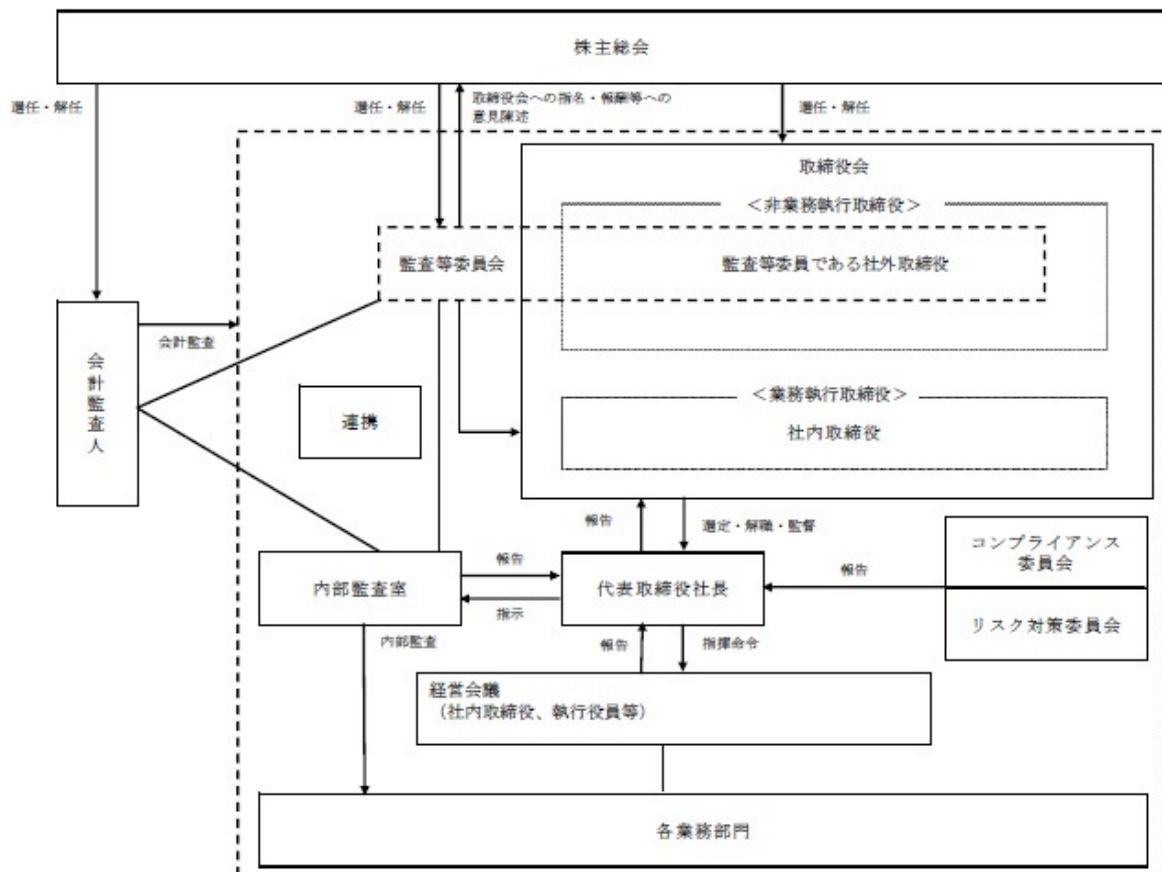 株主総会
選任・解任
選任・解任
取締役会への指名・報酬等への
意見陳述
選任・解任
取締役会
＜非業務執行取締役＞
監査等委員会
監査等委員である社外取締役
会計監査
会計監査人
＜業務執行取締役＞
連携
社内取締役
報告
選定・解職・監督
コンプライアンス
委員会
内部監査室
報告
代表取締役社長
報告
指示
リスク対策委員会
内部監査
報告
指揮命令
経営会議
（社内取締役、執行役員等）
各業務部門